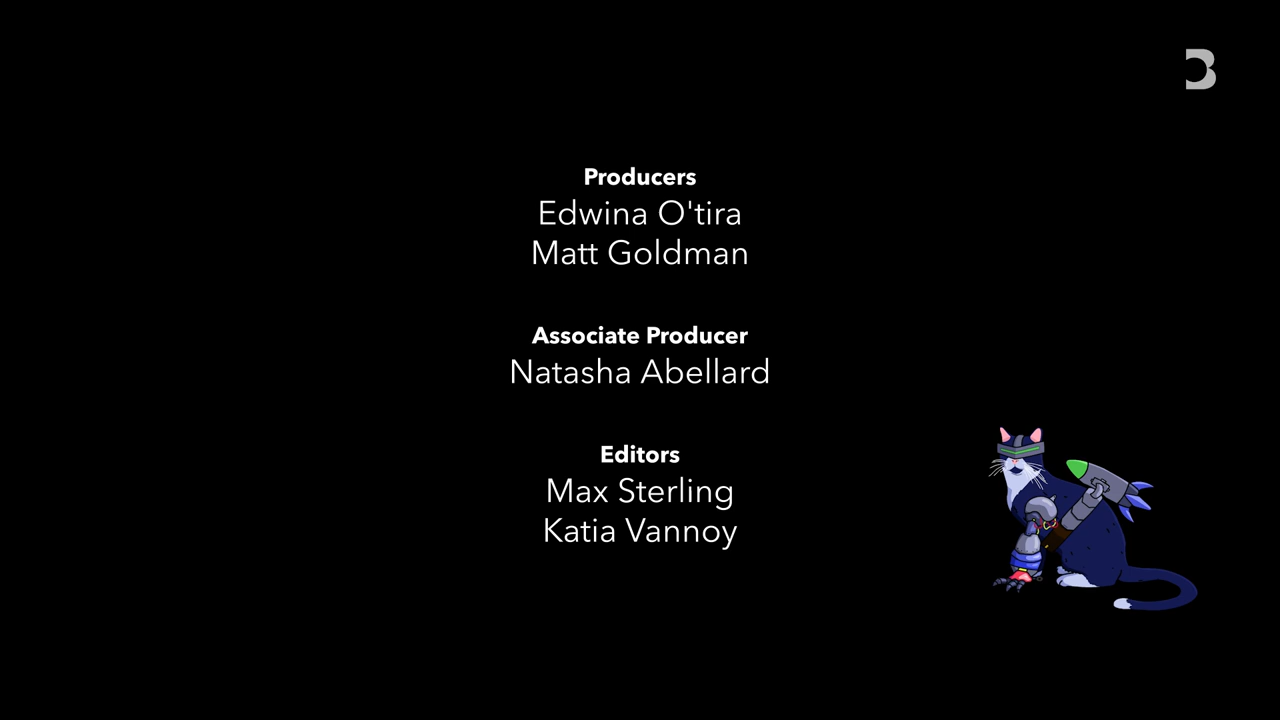 Producers
Edwina O'tira
Matt Goldman
Associate Producer
Natasha Abellard
Editors
Max Sterling
Katia Vannoy